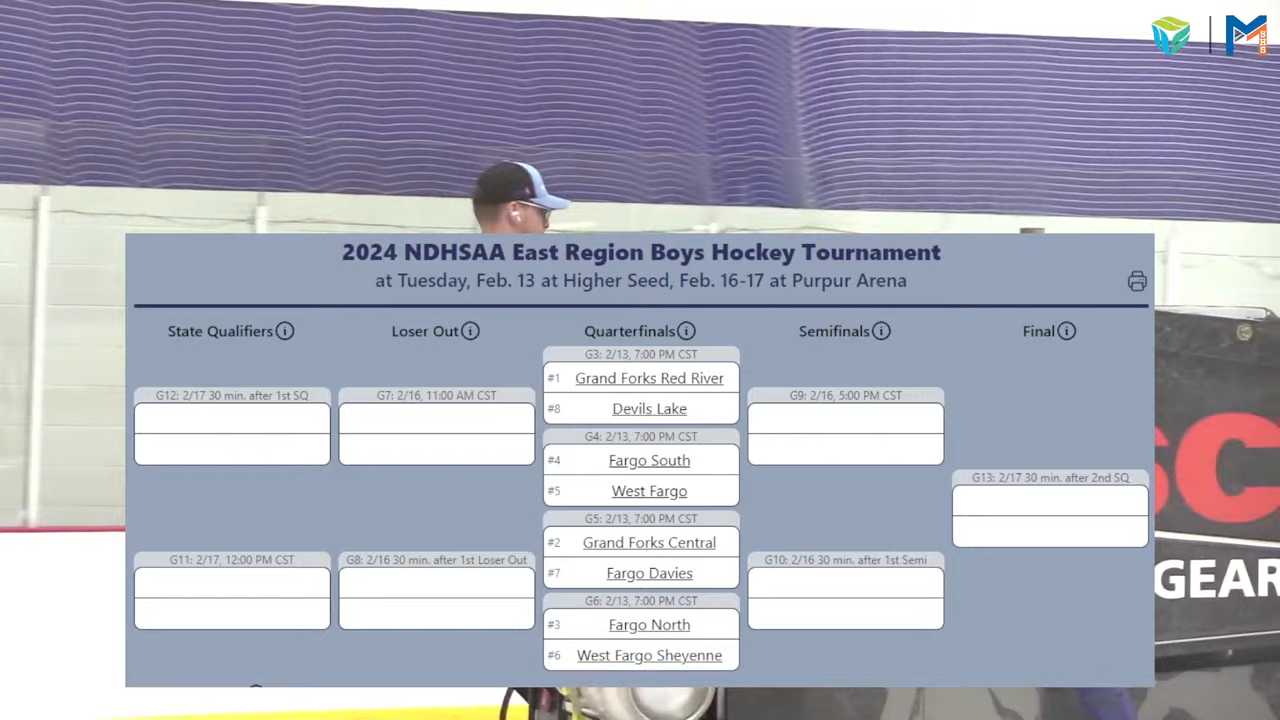 M
SHS
2024 NDHSAA East Region Boys Hockey Tournament
at Tuesday, Feb. 13 at Higher Seed, Feb. 16-17 at Purpur Arena
State Qualifiers
Loser Out
Quarterfinals
Semifinals
Final
G12: 2/17 30 min. after 1st SQ
G11: 2/17, 12:00 PM CST
G7: 2/16, 11:00 AM CST
G8: 2/16 30 min. after 1st Loser Out
G3: 2/13, 7:00 PM CST
#1 Grand Forks Red River
#8 Devils Lake
G4: 2/13, 7:00 PM CST
#4 Fargo South
#5 West Fargo
G5: 2/13, 7:00 PM CST
#2 Grand Forks Central
#7 Fargo Davies
G6: 2/13, 7:00 PM CST
#3 Fargo North
#6 West Fargo Sheyenne
G9: 2/16, 5:00 PM CST
G10: 2/16 30 min. after 1st Semi
G13: 2/17 30 min. after 2nd SQ
GEAR